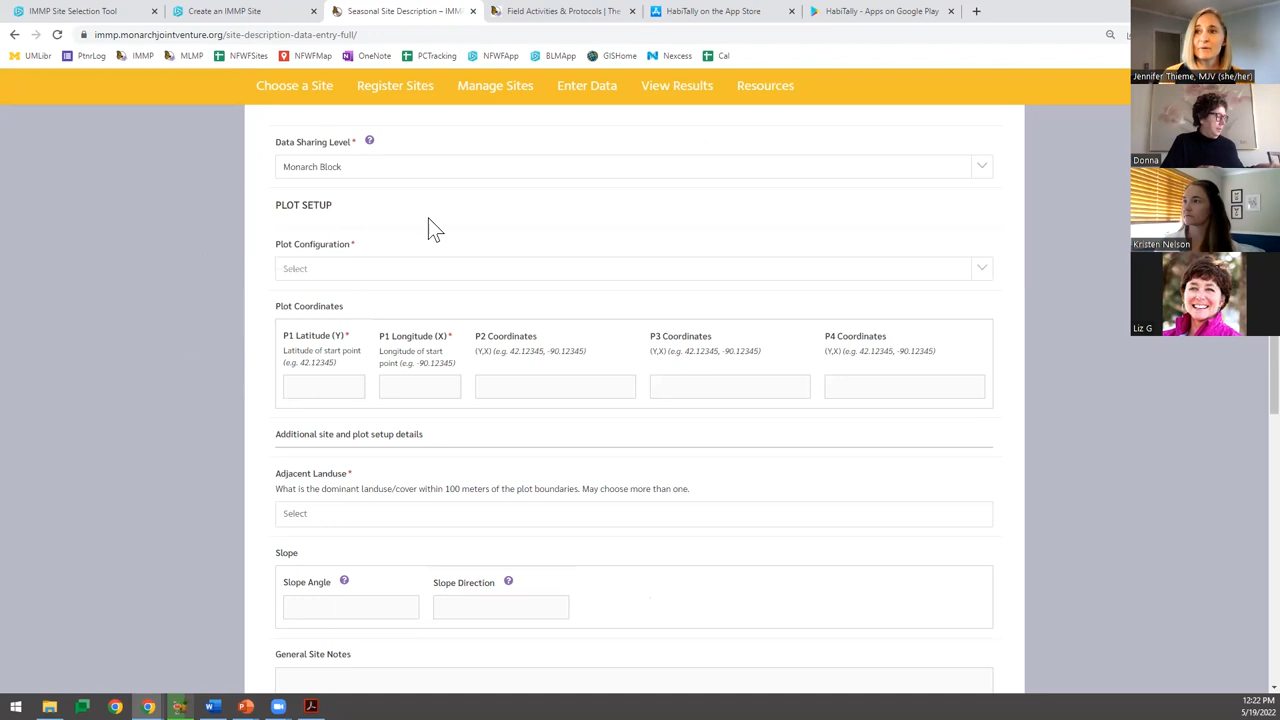 IMMP Site Selection Tool
Create an IMMP Site
Seasonal Site Description — IMM
Field Activities & Protocols | The
HabiTally on the App Store
HabiTally - Apps on Google Play
immp.monarchjointventure.org/site-description-data-entry-full/
UMLibr PtnrLog IMMP MLMP NFWFSites NFWFMap OneNote PCTracking NFWFApp BLMApp GISHome Nexcess Cal
Choose a Site Register Sites Manage Sites Enter Data View Results Resources
Data Sharing Level *
Monarch Block
PLOT SETUP
Plot Configuration *
Select
Plot Coordinates
P1 Latitude (Y) *
Latitude of start point
(e.g. 42.12345)
P1 Longitude (X) *
Longitude of start
point (e.g. -90.12345)
P2 Coordinates
(Y,X) (e.g. 42.12345, -90.12345)
P3 Coordinates
(Y,X) (e.g. 42.12345, -90.12345)
P4 Coordinates
(Y,X) (e.g. 42.12345, -90.12345)
Additional site and plot setup details
Adjacent Landuse *
What is the dominant landuse/cover within 100 meters of the plot boundaries. May choose more than one.
Select
Slope
Slope Angle
Slope Direction
General Site Notes
Jennifer Thieme, MJV (she/her)
Donna
Kristen Nelson
Liz G
12:22 PM
5/19/2022